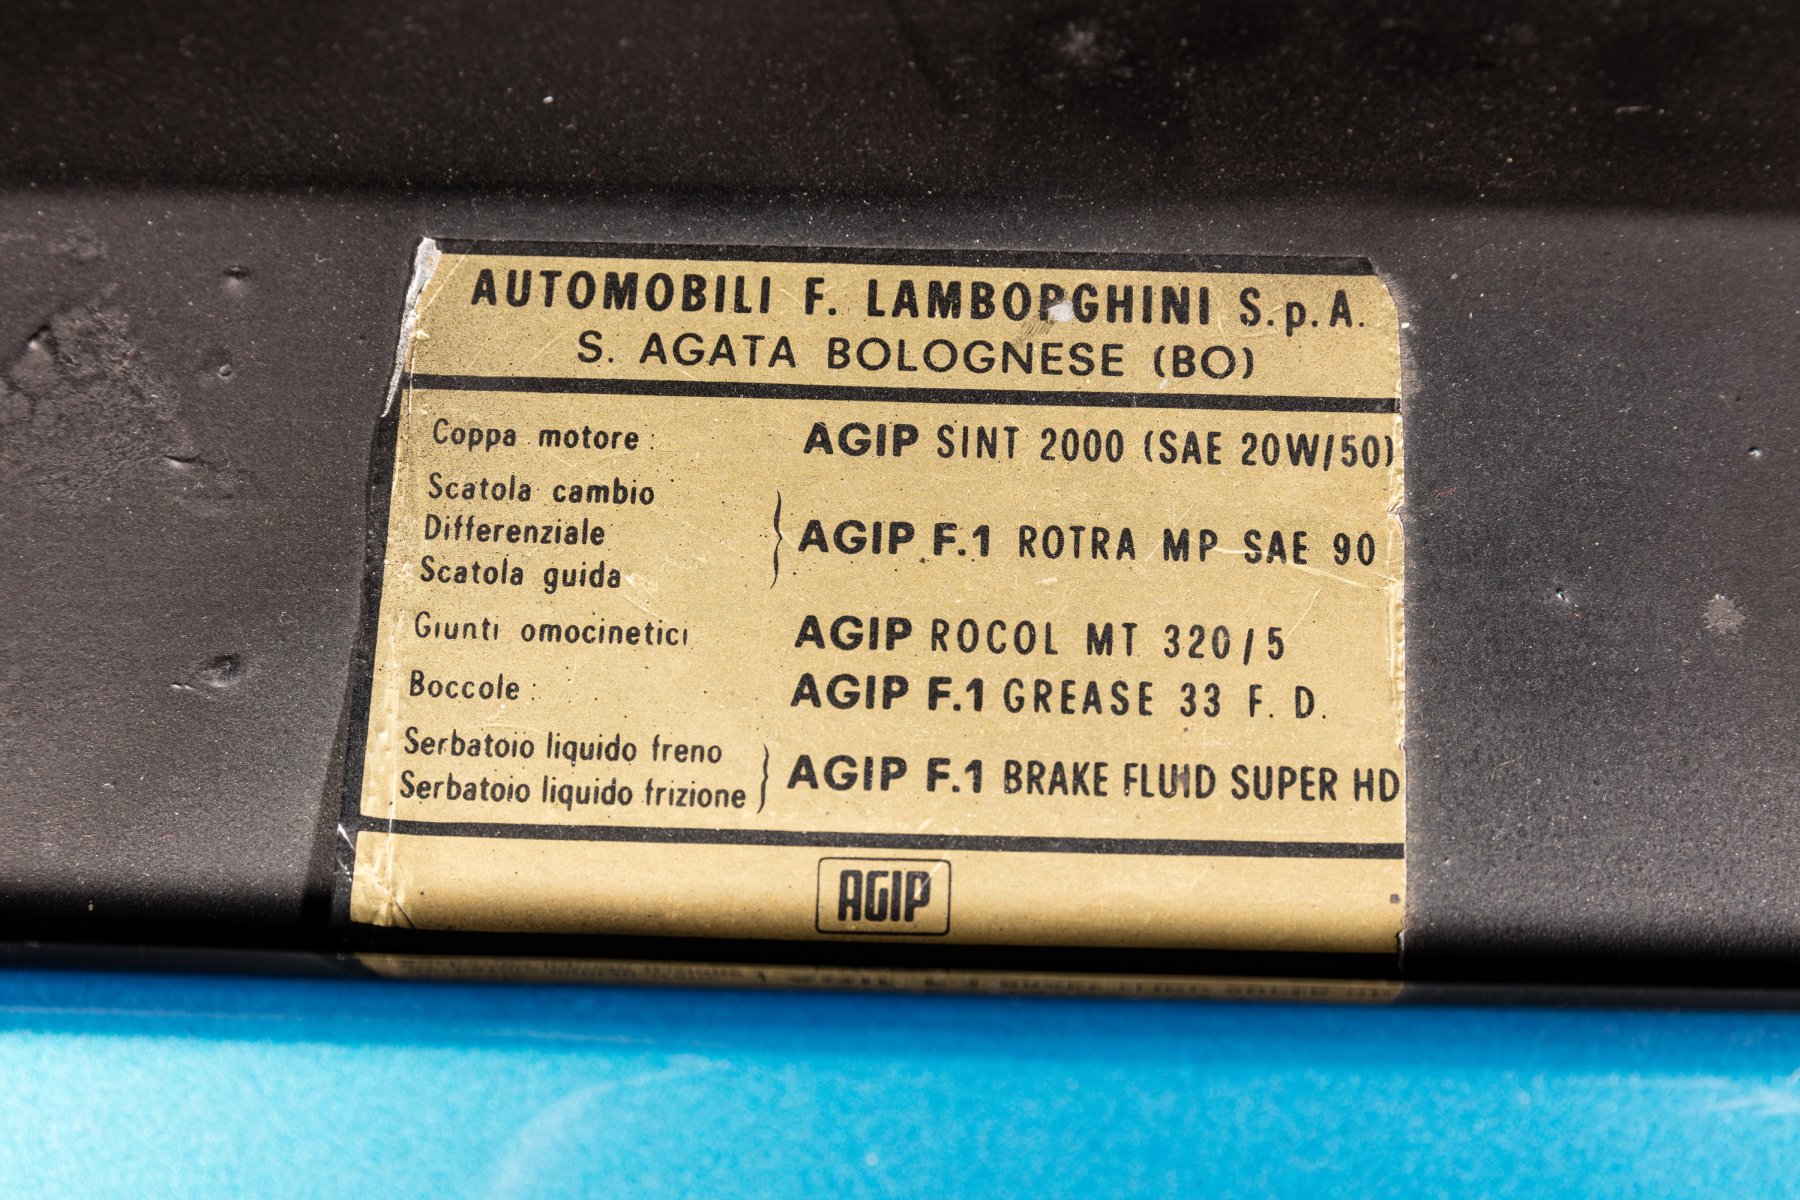 AUTOMOBILI F. LAMBORGHINI S.p.A.
S. AGATA BOLOGNESE (BO)
Coppa motore: AGIP SINT 2000 (SAE 20W/50)
Scatola cambio
Differenziale AGIP F.1 ROTRA MP SAE 90
Scatola guida
Giunti omocinetici AGIP ROCOL MT 320/5
Boccole: AGIP F.1 GREASE 33 F. D.
Serbatoio liquido freno
Serbatoio liquido frizione AGIP F.1 BRAKE FLUID SUPER HD
AGIP